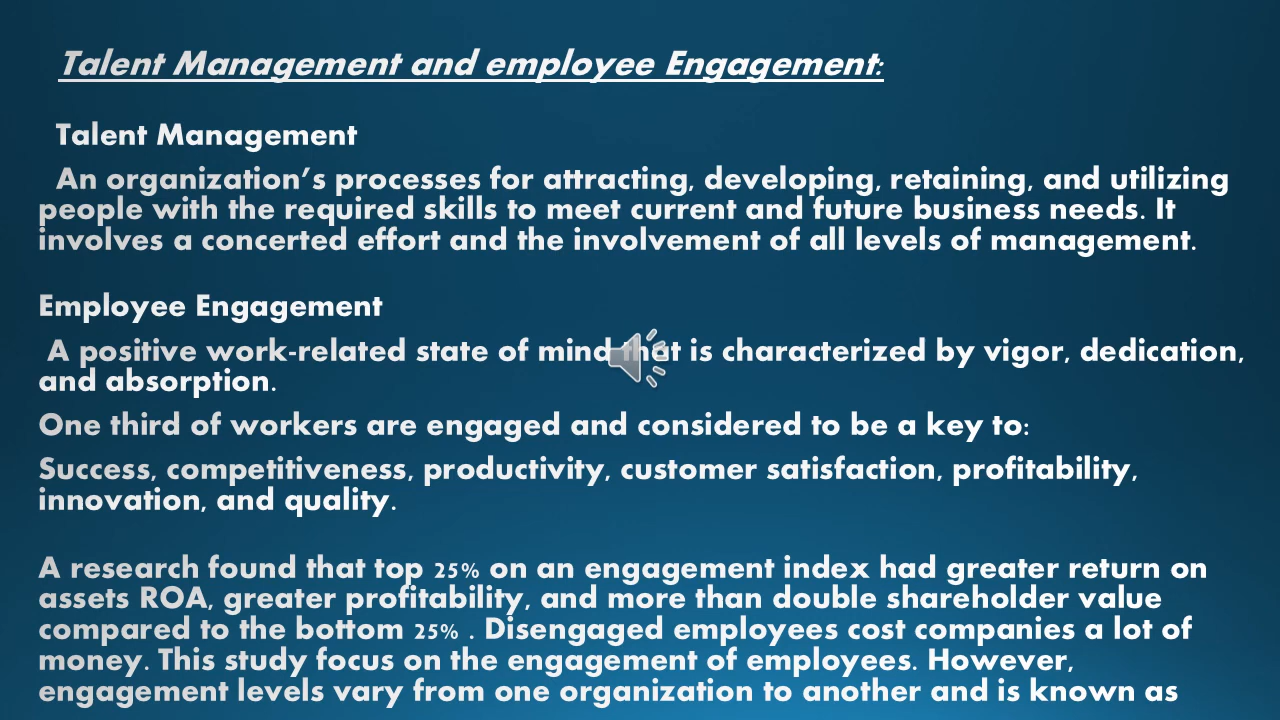 Talent Management and employee Engagement:
Talent Management
An organization’s processes for attracting, developing, retaining, and utilizing
people with the required skills to meet current and future business needs. It
involves a concerted effort and the involvement of all levels of management.
Employee Engagement
A positive work-related state of mind that is characterized by vigor, dedication,
and absorption.
One third of workers are engaged and considered to be a key to:
Success, competitiveness, productivity, customer satisfaction, profitability,
innovation, and quality.
A research found that top 25% on an engagement index had greater return on
assets ROA, greater profitability, and more than double shareholder value
compared to the bottom 25% . Disengaged employees cost companies a lot of
money. This study focus on the engagement of employees. However,
engagement levels vary from one organization to another and is known as